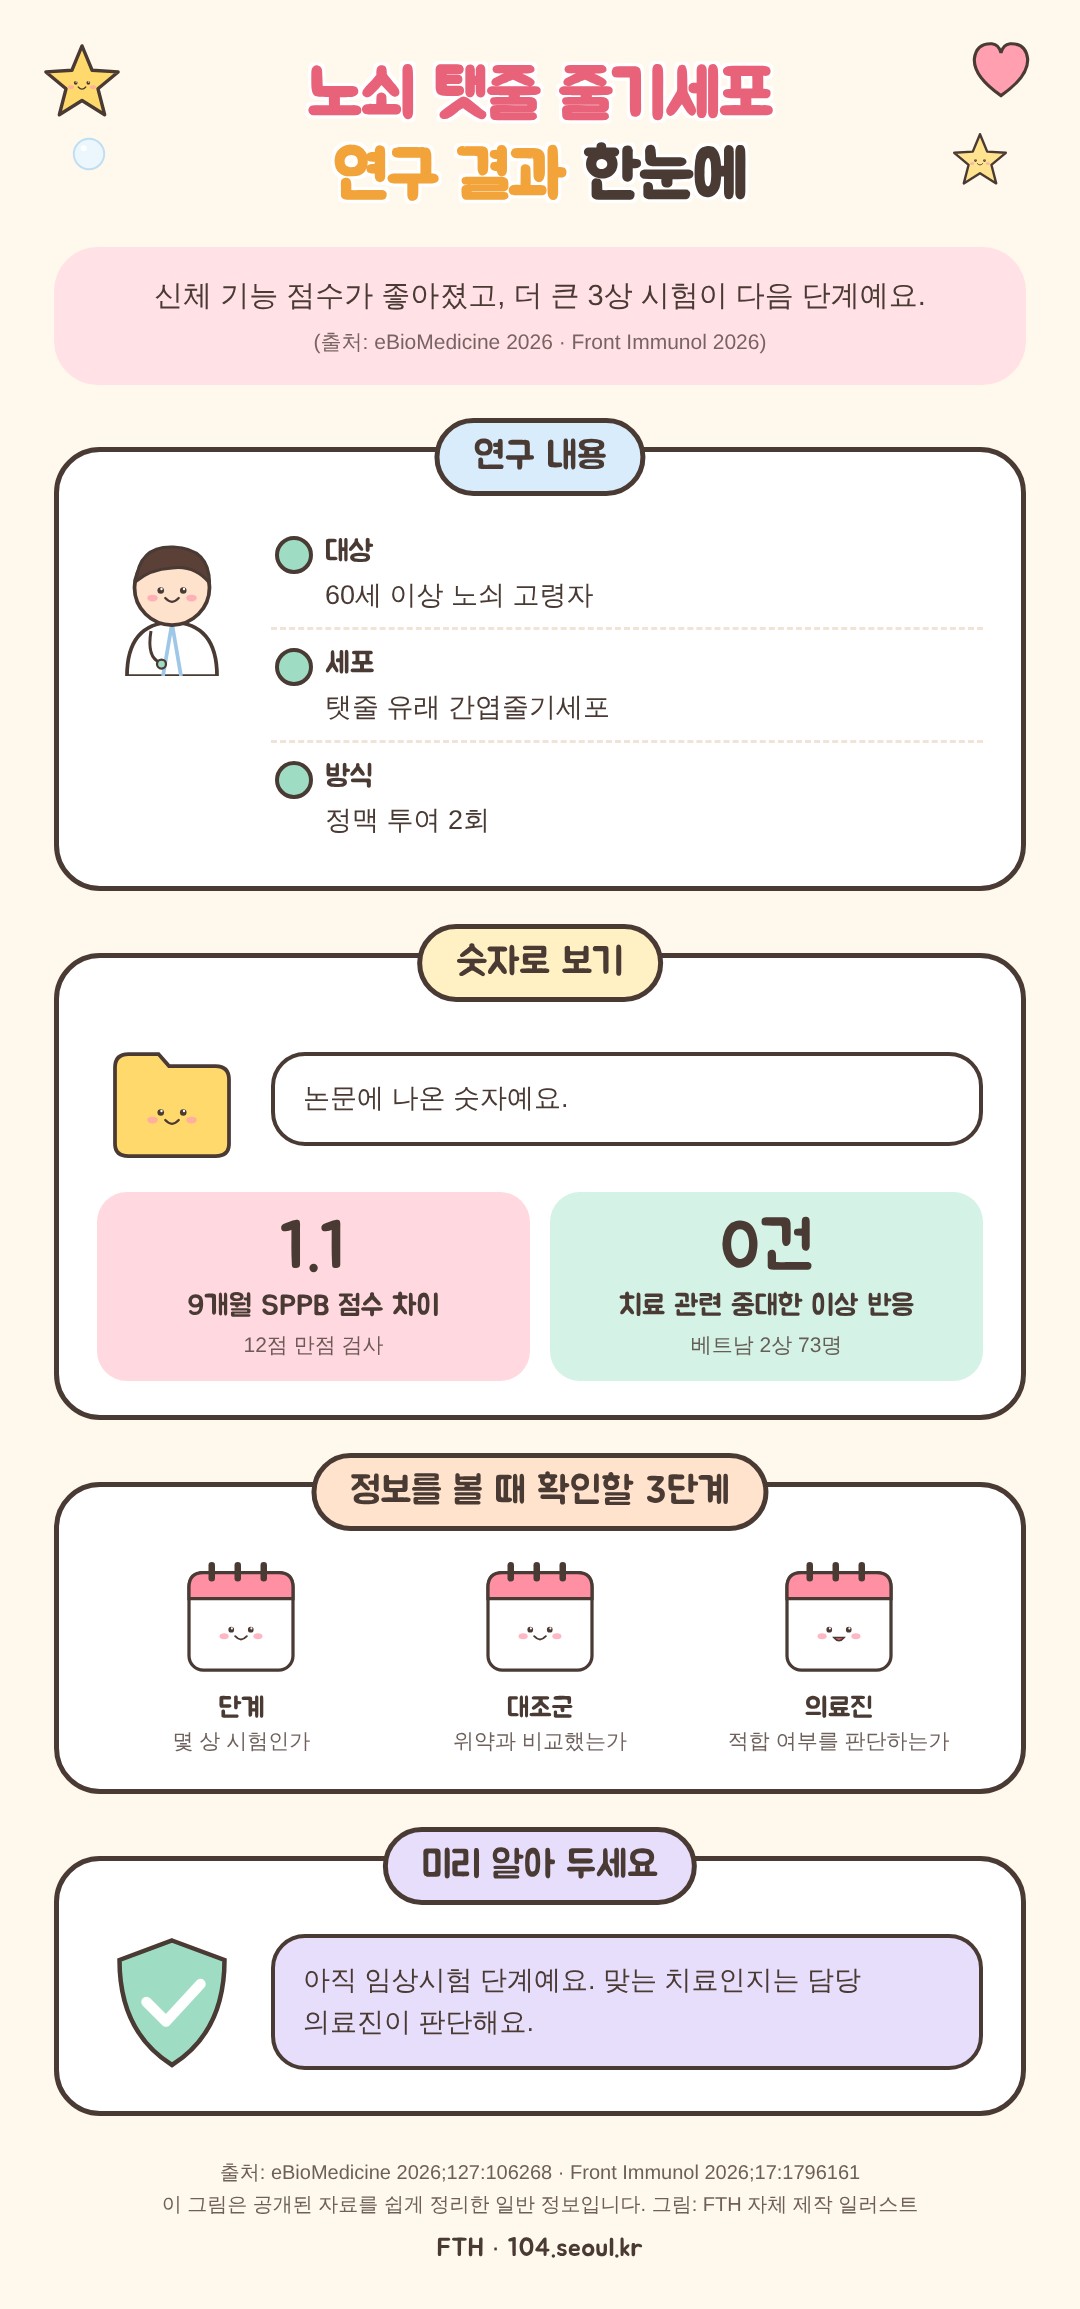 노쇠 탯줄 줄기세포
연구 결과 한눈에
신체 기능 점수가 좋아졌고, 더 큰 3상 시험이 다음 단계예요.
(출처: eBioMedicine 2026 · Front Immunol 2026)
연구 내용
대상
60세 이상 노쇠 고령자
세포
탯줄 유래 간엽줄기세포
방식
정맥 투여 2회
숫자로 보기
논문에 나온 숫자예요.
1.1
9개월 SPPB 점수 차이
12점 만점 검사
0건
치료 관련 중대한 이상 반응
베트남 2상 73명
정보를 볼 때 확인할 3단계
단계
몇 상 시험인가
대조군
위약과 비교했는가
의료진
적합 여부를 판단하는가
미리 알아 두세요
아직 임상시험 단계예요. 맞는 치료인지는 담당
의료진이 판단해요.
출처: eBioMedicine 2026;127:106268 · Front Immunol 2026;17:1796161
이 그림은 공개된 자료를 쉽게 정리한 일반 정보입니다. 그림: FTH 자체 제작 일러스트
FTH · 104.seoul.kr